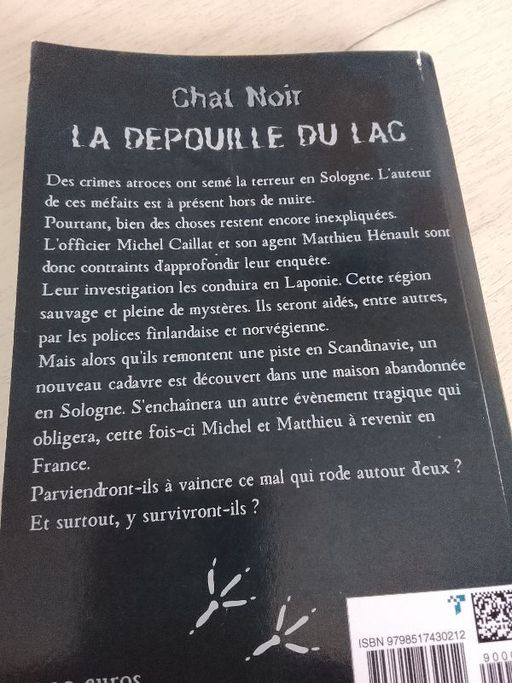 Chat Noir
LA DEPOUILLE DU LAC
Des crimes atroces ont semé la terreur en Sologne. L'auteur
de ces méfaits est à présent hors de nuire.
Pourtant, bien des choses restent encore inexpliquées.
L'officier Michel Caillat et son agent Matthieu Hénault sont
donc contraints d'approfondir leur enquête.
Leur investigation les conduira en Laponie. Cette région
sauvage et pleine de mystères. Ils seront aidés, entre autres,
par les polices finlandaise et norvégienne.
Mais alors qu'ils remontent une piste en Scandinavie, un
nouveau cadavre est découvert dans une maison abandonnée
en Sologne. S'enchaînera un autre évènement tragique qui
obligera, cette fois-ci Michel et Matthieu à revenir en
France.
Parviendront-ils à vaincre ce mal qui rode autour d'eux ?
Et surtout, y survivront-ils ?
ISBN 9798517430212
9000
euros